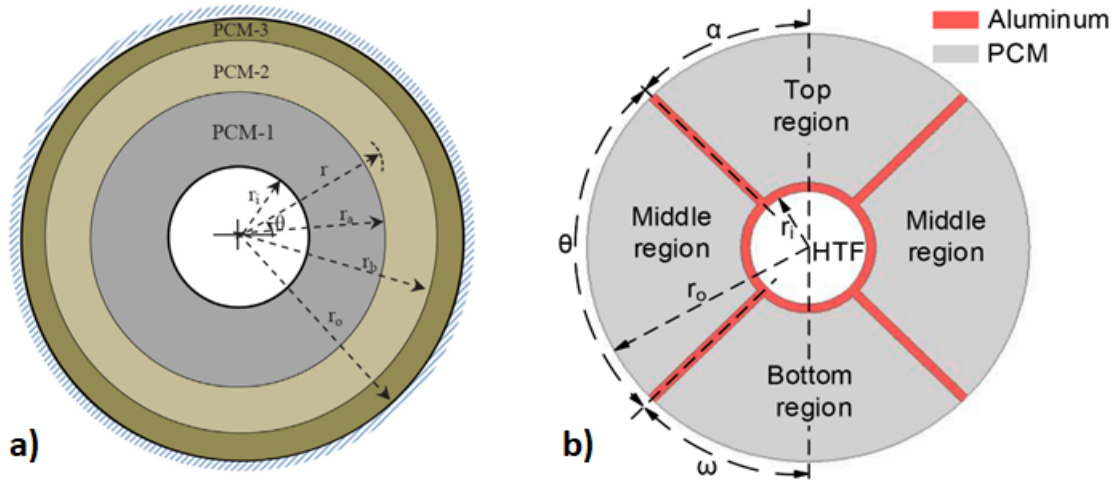 PCM-3
PCM-2
PCM-1
r
ri
θ
ra
rb
ro
a)
Aluminum
PCM
α
Top
region
θ
Middle
region
Middle
region
ri
HTF
ro
Bottom
region
ω
b)